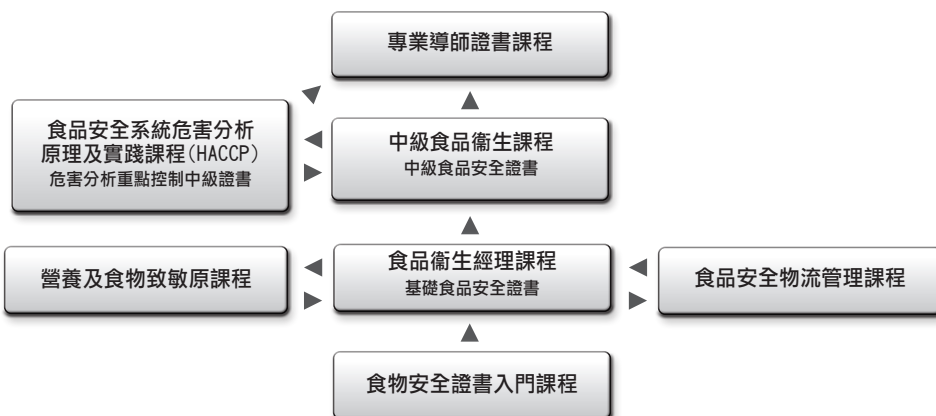 專業導師證書課程
食品安全系統危害分析
原理及實踐課程(HACCP)
危害分析重點控制中級證書
中級食品衞生課程
中級食品安全證書
營養及食物致敏原課程
食品衞生經理課程
基礎食品安全證書
食品安全物流管理課程
食物安全證書入門課程